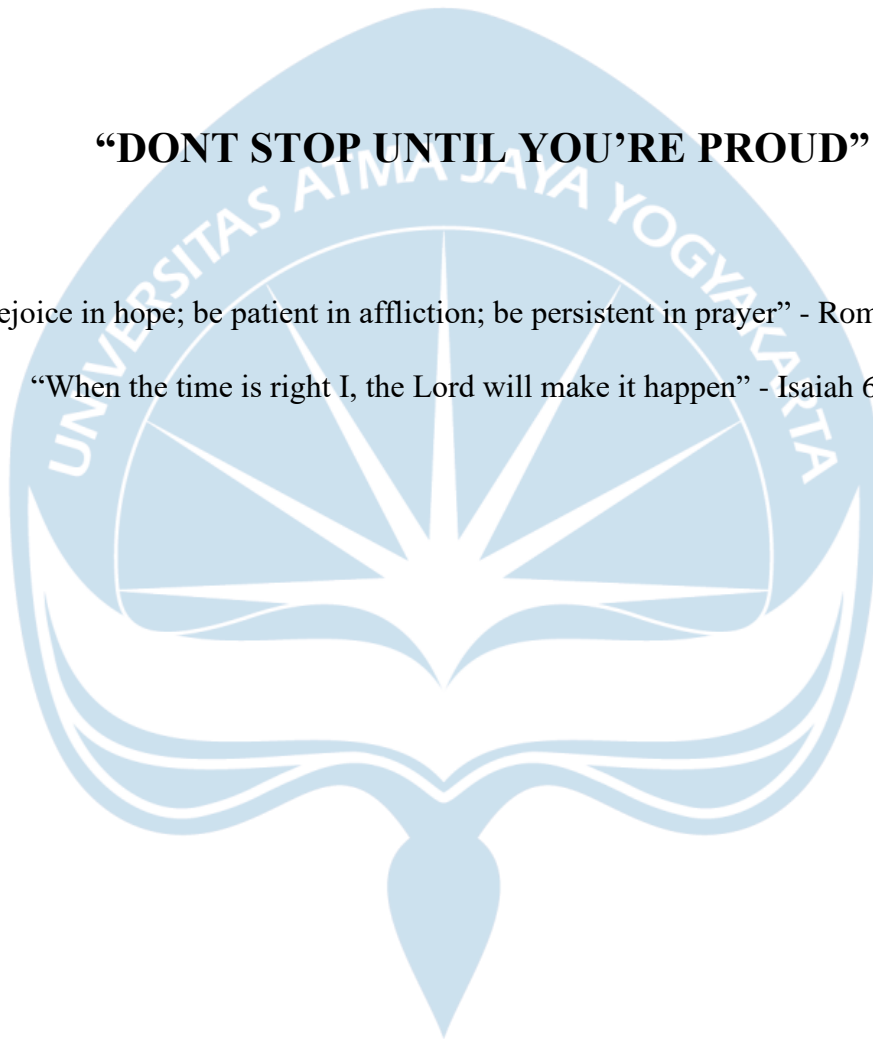 “DONT STOP UNTIL YOU’RE PROUD”
UNIVERSITAS ATMA JAYA YOGYAKARTA
ejoice in hope; be patient in affliction; be persistent in prayer” - Rom
“When the time is right I, the Lord will make it happen” - Isaiah 6